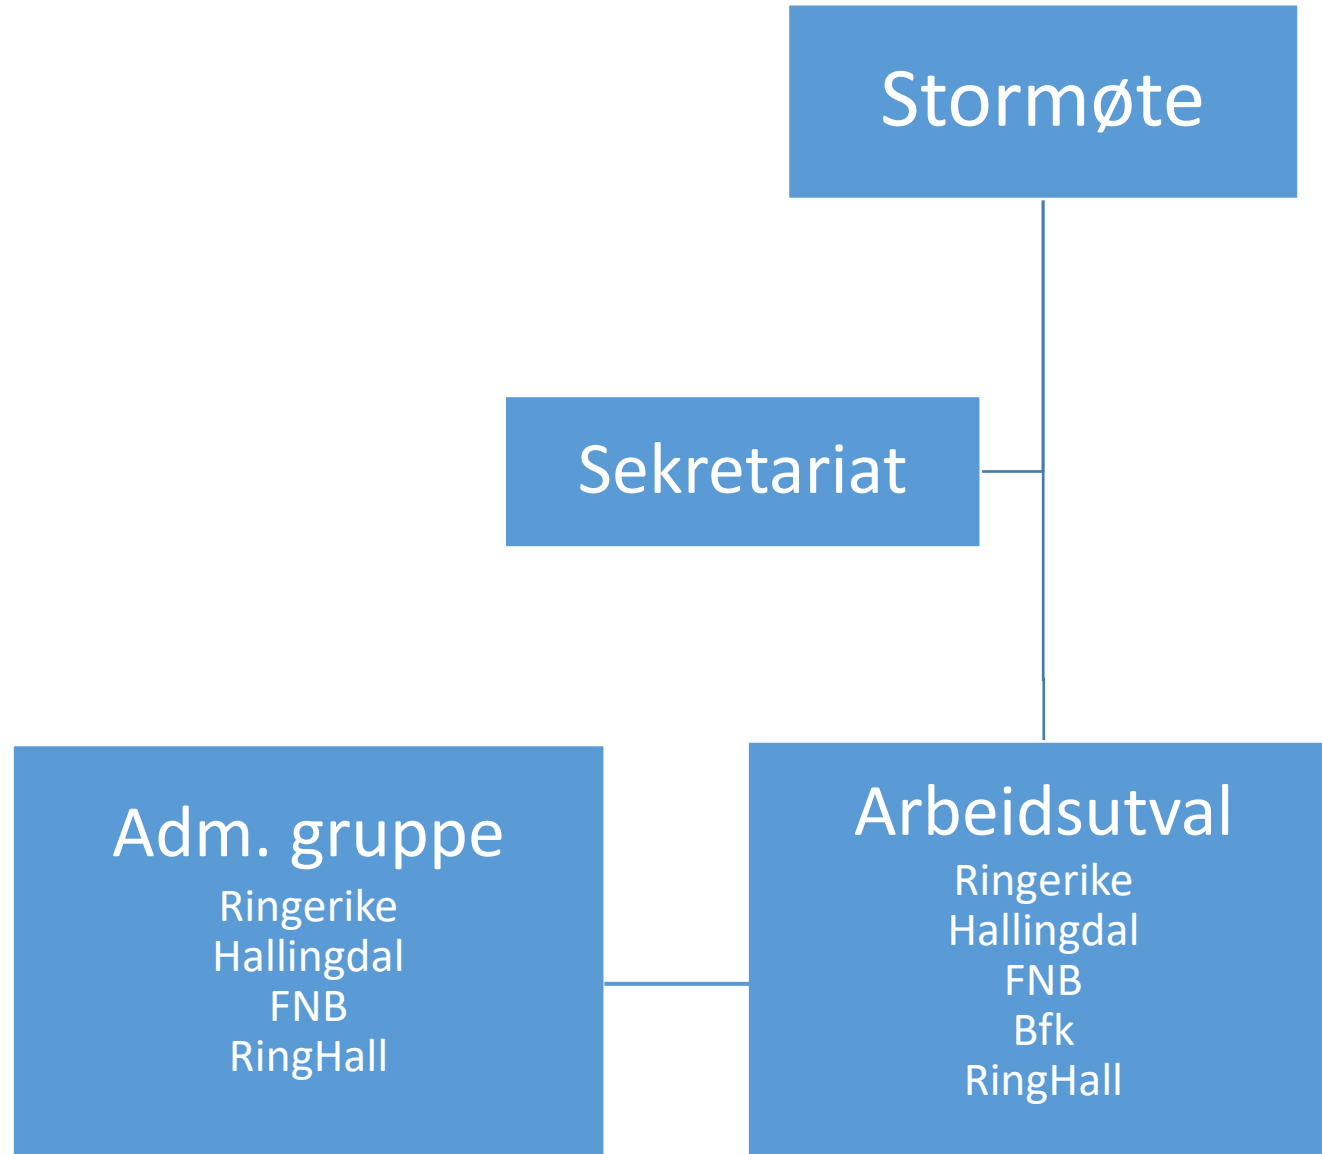 Stormøte
Sekretariat
Adm. gruppe
Ringerike
Hallingdal
FNB
RingHall
Arbeidsutval
Ringerike
Hallingdal
FNB
Bfk
RingHall